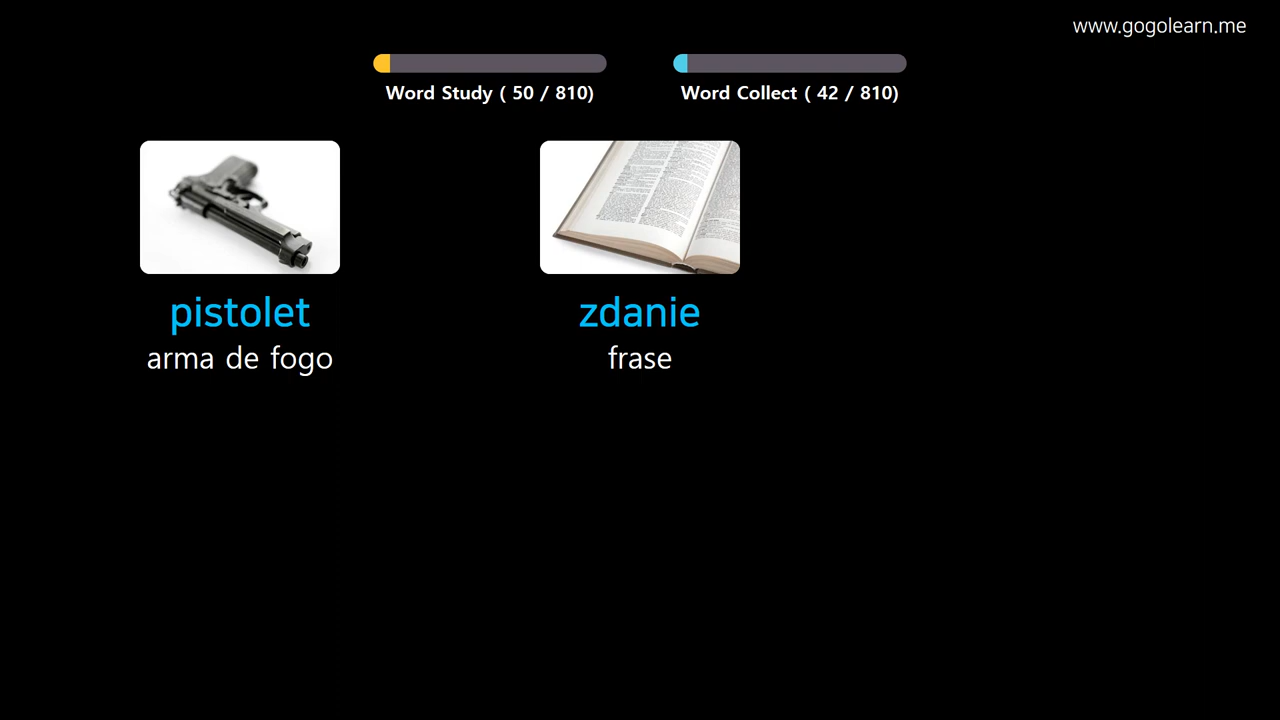 www.gogolearn.me
Word Study ( 50 / 810)
Word Collect ( 42 / 810)
pistolet
arma de fogo
zdanie
frase